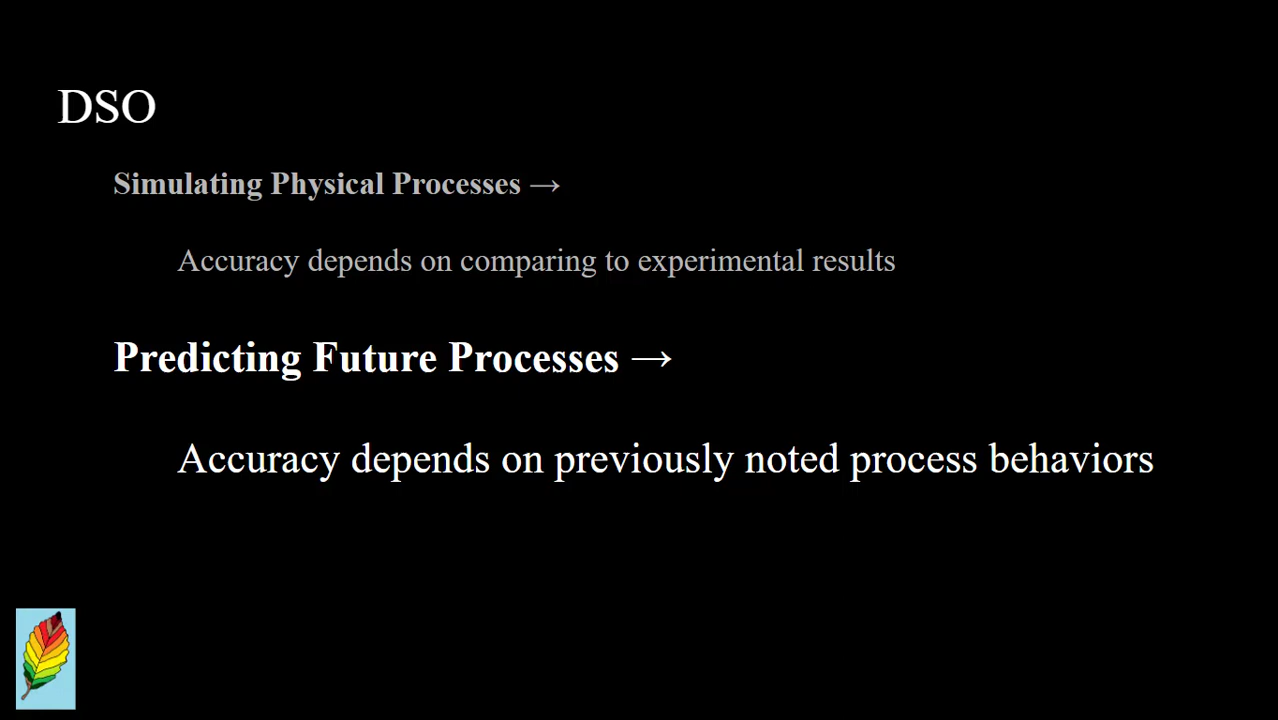 DSO
Simulating Physical Processes →
Accuracy depends on comparing to experimental results
Predicting Future Processes →
Accuracy depends on previously noted process behaviors